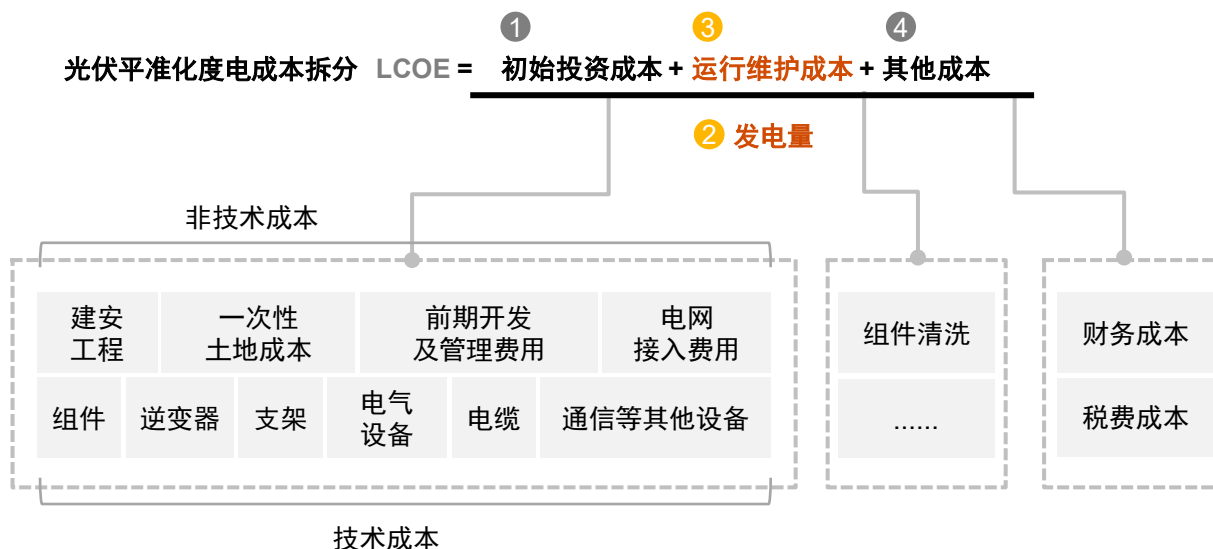 ① ③ ④
光伏平准化度电成本拆分 LCOE = 初始投资成本 + 运行维护成本 + 其他成本
② 发电量
非技术成本
建安
工程
一次性
土地成本
前期开发
及管理费用
电网
接入费用
组件 逆变器 支架
电气
设备
电缆 通信等其他设备
技术成本
组件清洗
......
财务成本
税费成本